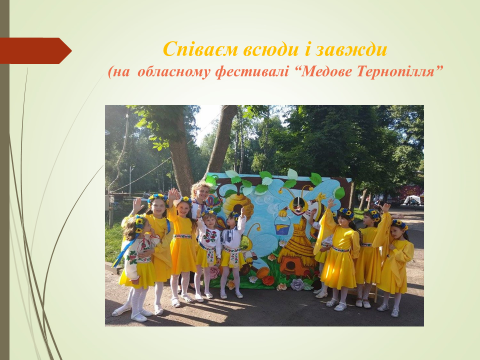 Співаєм всюди і завжди
(на обласному фестивалі “Медове Тернопілля”